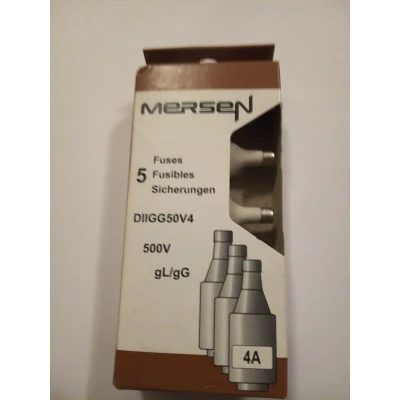 MERSEN
5
Fuses
Fusibles
Sicherungen
DIIGG50V4
500V
gL/gG
4A